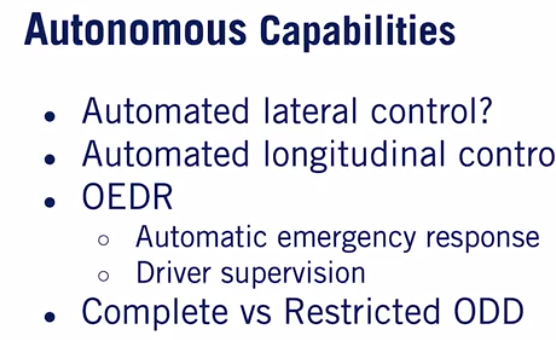 Autonomous Capabilities
• Automated lateral control?
• Automated longitudinal contro
• OEDR
○ Automatic emergency response
○ Driver supervision
• Complete vs Restricted ODD